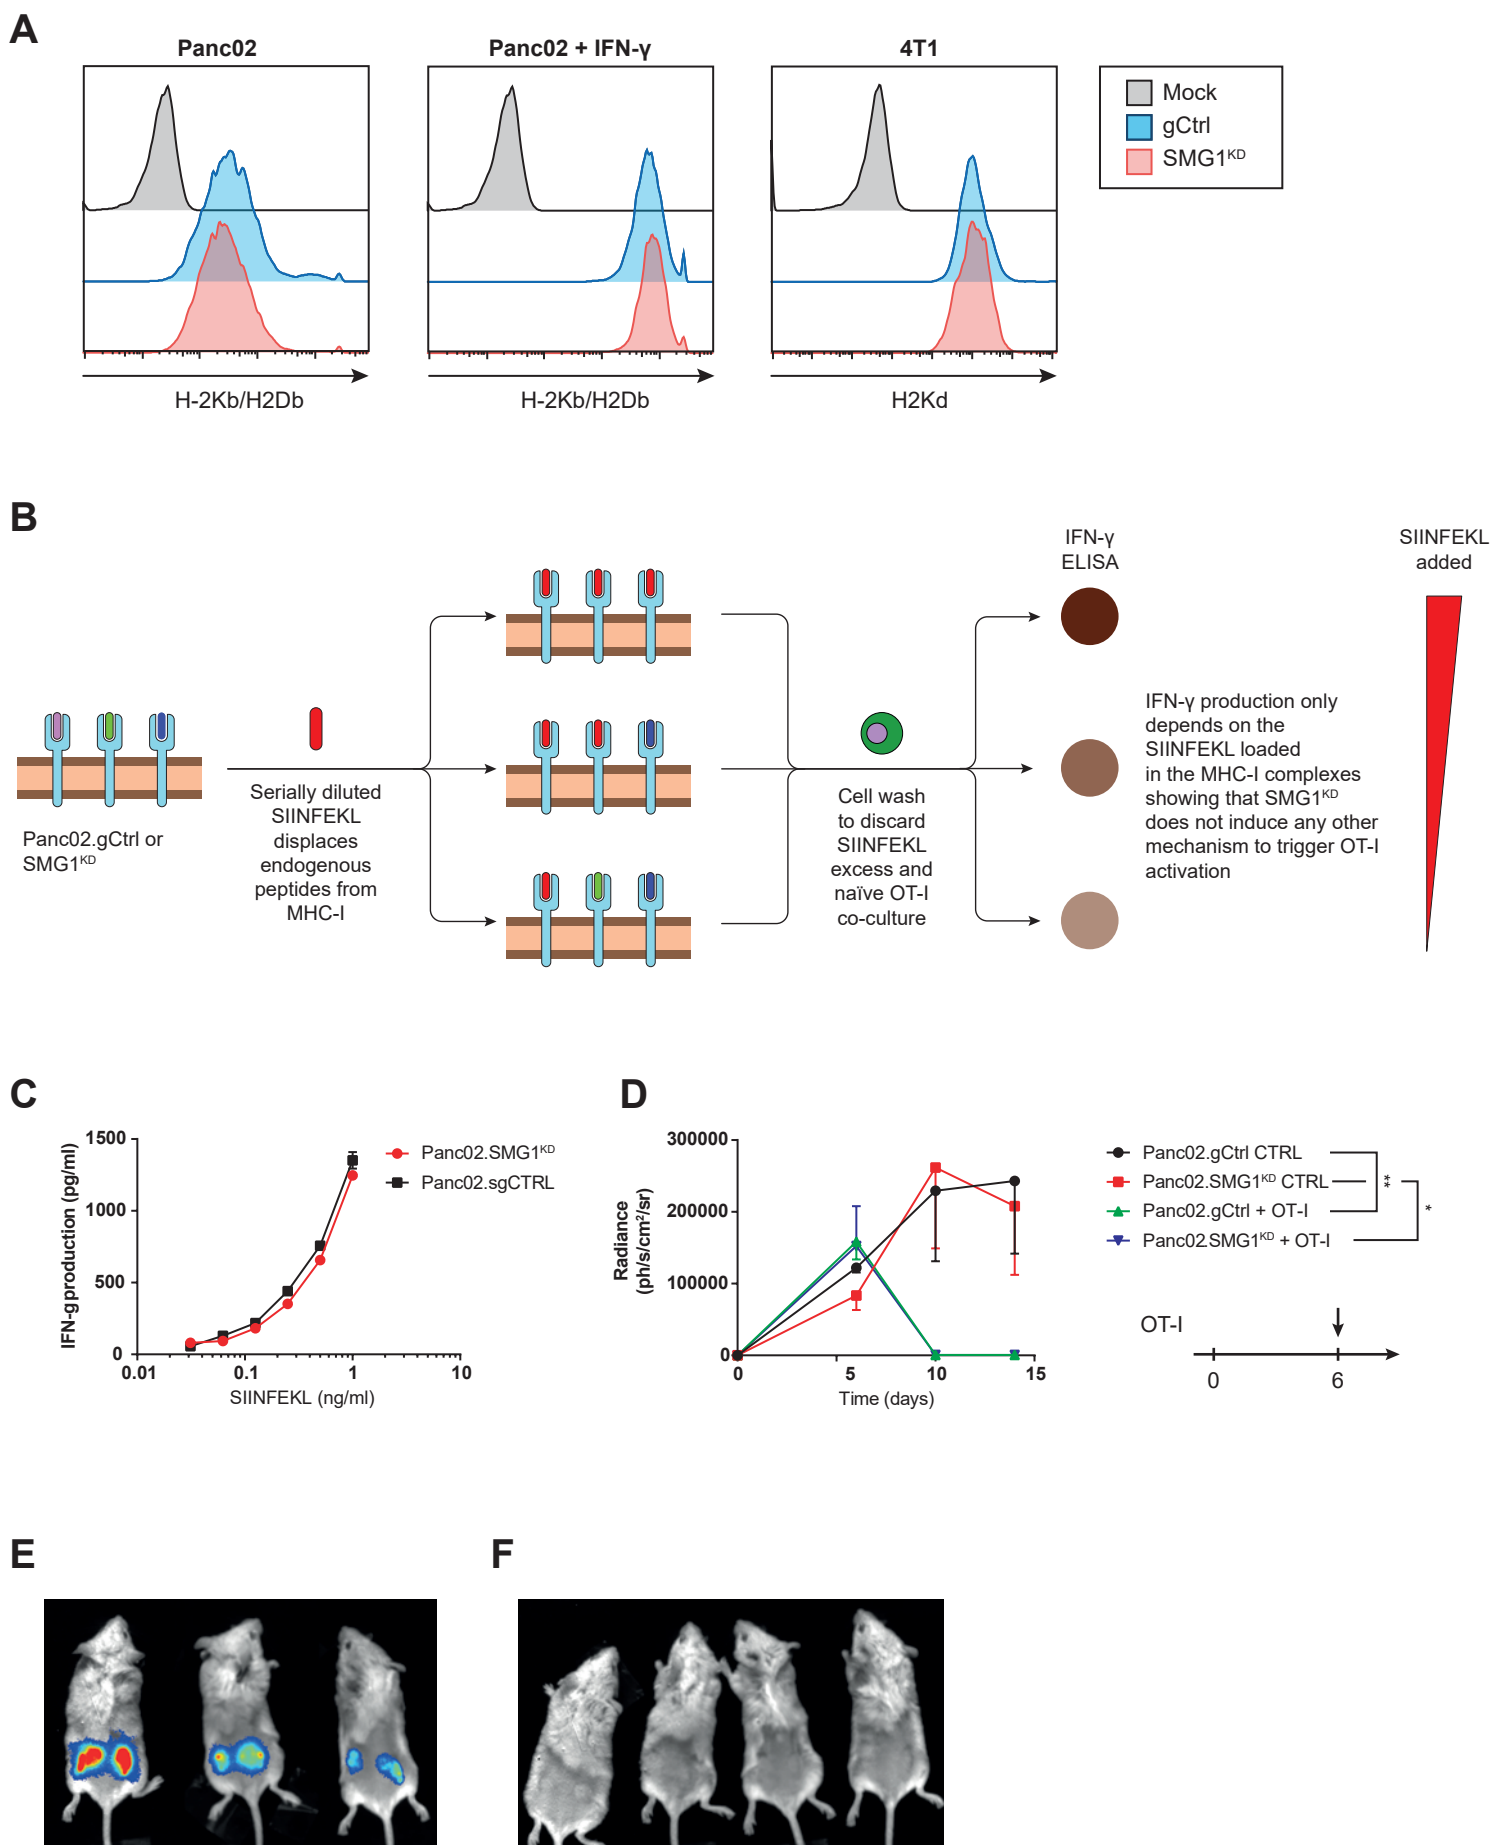 A
Panc02
Panc02 + IFN-γ
4T1
Mock
gCtrl
SMG1KD
H-2Kb/H2Db
H-2Kb/H2Db
H2Kd
B
IFN-γ
ELISA
SIINFEKL
added
Panc02.gCtrl or
SMG1KD
Serially diluted
SIINFEKL
displaces
endogenous
peptides from
MHC-I
Cell wash
to discard
SIINFEKL
excess and
naïve OT-I
co-culture
IFN-γ production only
depends on the
SIINFEKL loaded
in the MHC-I complexes
showing that SMG1KD
does not induce any other
mechanism to trigger OT-I
activation
C
IFN-gproduction (pg/ml)
1500
1000
500
0
0.01
0.1
1
10
SIINFEKL (ng/ml)
Panc02.SMG1KD
Panc02.sgCTRL
D
Radiance
(ph/s/cm2/sr)
300000
200000
100000
0
0
5
10
15
Time (days)
Panc02.gCtrl CTRL
Panc02.SMG1KD CTRL
Panc02.gCtrl + OT-I
Panc02.SMG1KD + OT-I
**
*
OT-I
0
6
E
F